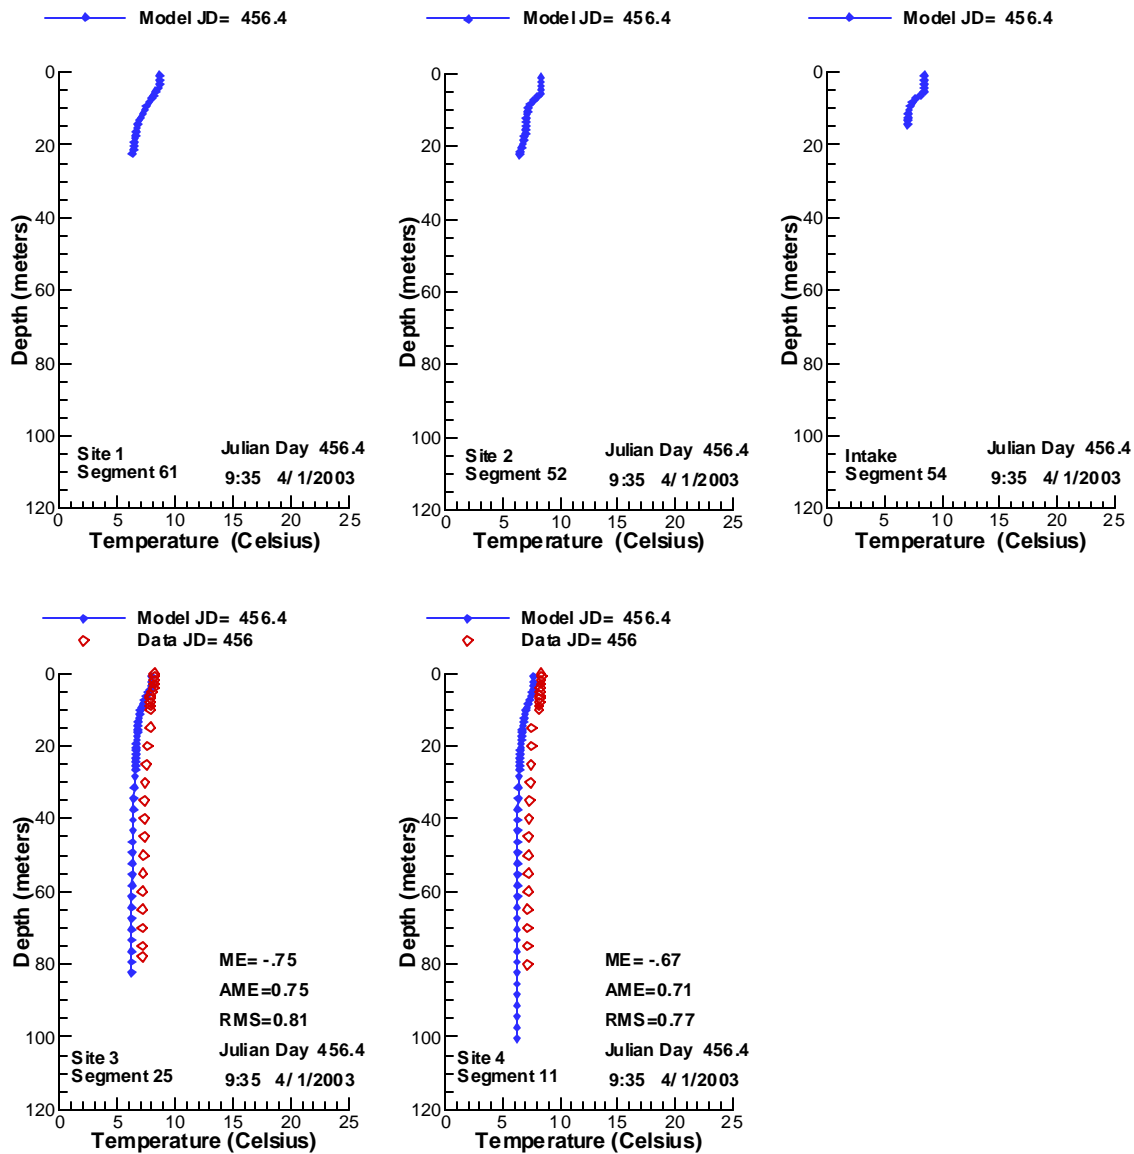 Model JD= 456.4
0
20
40
60
80
100
120
Depth (meters)
Site 1
Segment 61
Julian Day 456.4
9:35 4/ 1/2003
0 5 10 15 20 25
Temperature (Celsius)
Model JD= 456.4
0
20
40
60
80
100
120
Depth (meters)
Site 2
Segment 52
Julian Day 456.4
9:35 4/ 1/2003
0 5 10 15 20 25
Temperature (Celsius)
Model JD= 456.4
0
20
40
60
80
100
120
Depth (meters)
Intake
Segment 54
Julian Day 456.4
9:35 4/ 1/2003
0 5 10 15 20 25
Temperature (Celsius)
Model JD= 456.4
Data JD= 456
0
20
40
60
80
100
120
Depth (meters)
ME= -.75
AME=0.75
RMS=0.81
Site 3
Segment 25
Julian Day 456.4
9:35 4/ 1/2003
0 5 10 15 20 25
Temperature (Celsius)
Model JD= 456.4
Data JD= 456
0
20
40
60
80
100
120
Depth (meters)
ME= -.67
AME=0.71
RMS=0.77
Site 4
Segment 11
Julian Day 456.4
9:35 4/ 1/2003
0 5 10 15 20 25
Temperature (Celsius)